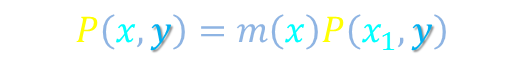 P(x, y) = m(x)P(x₁, y)